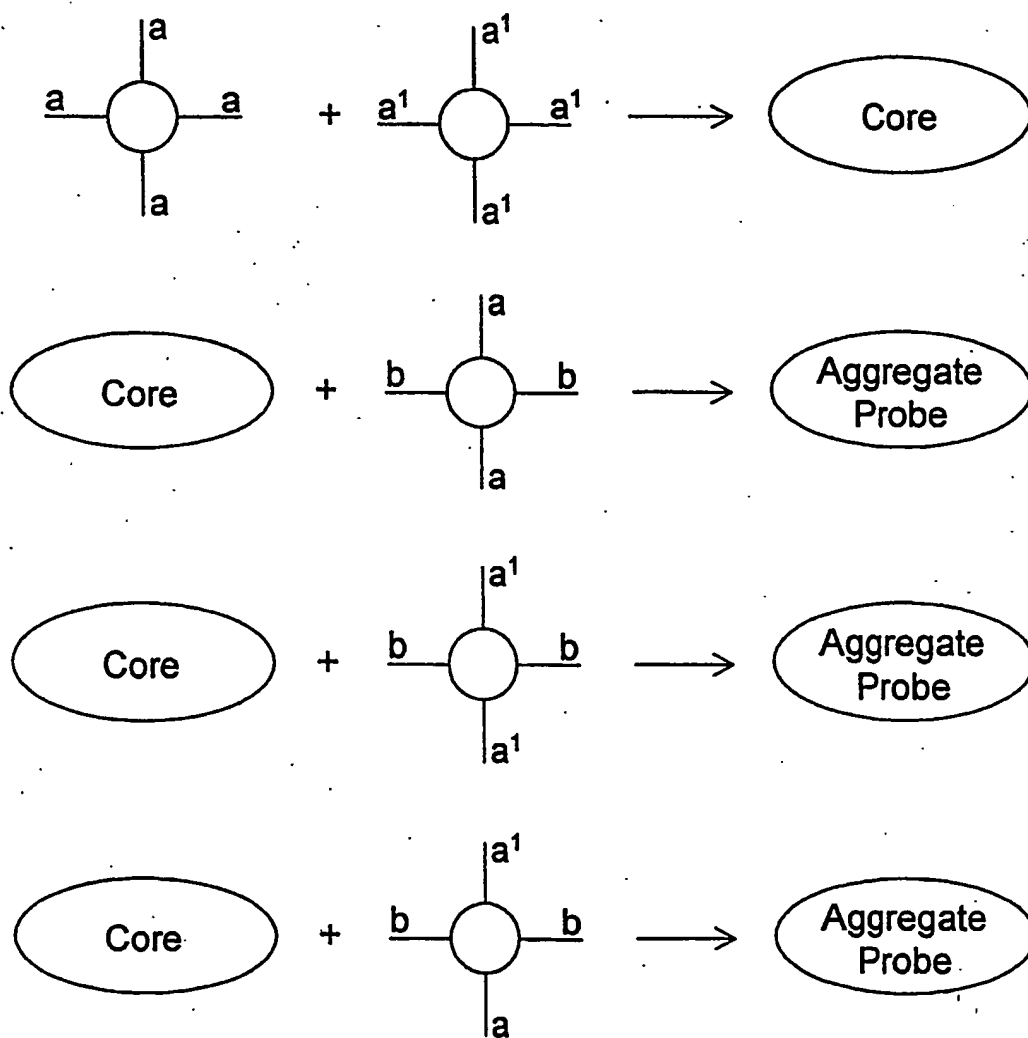 a a¹
a a + a¹ a¹ → Core
a a¹
a
Core + b b → Aggregate
Probe
a
a¹
Core + b b → Aggregate
Probe
a¹
a¹
Core + b b → Aggregate
Probe
a